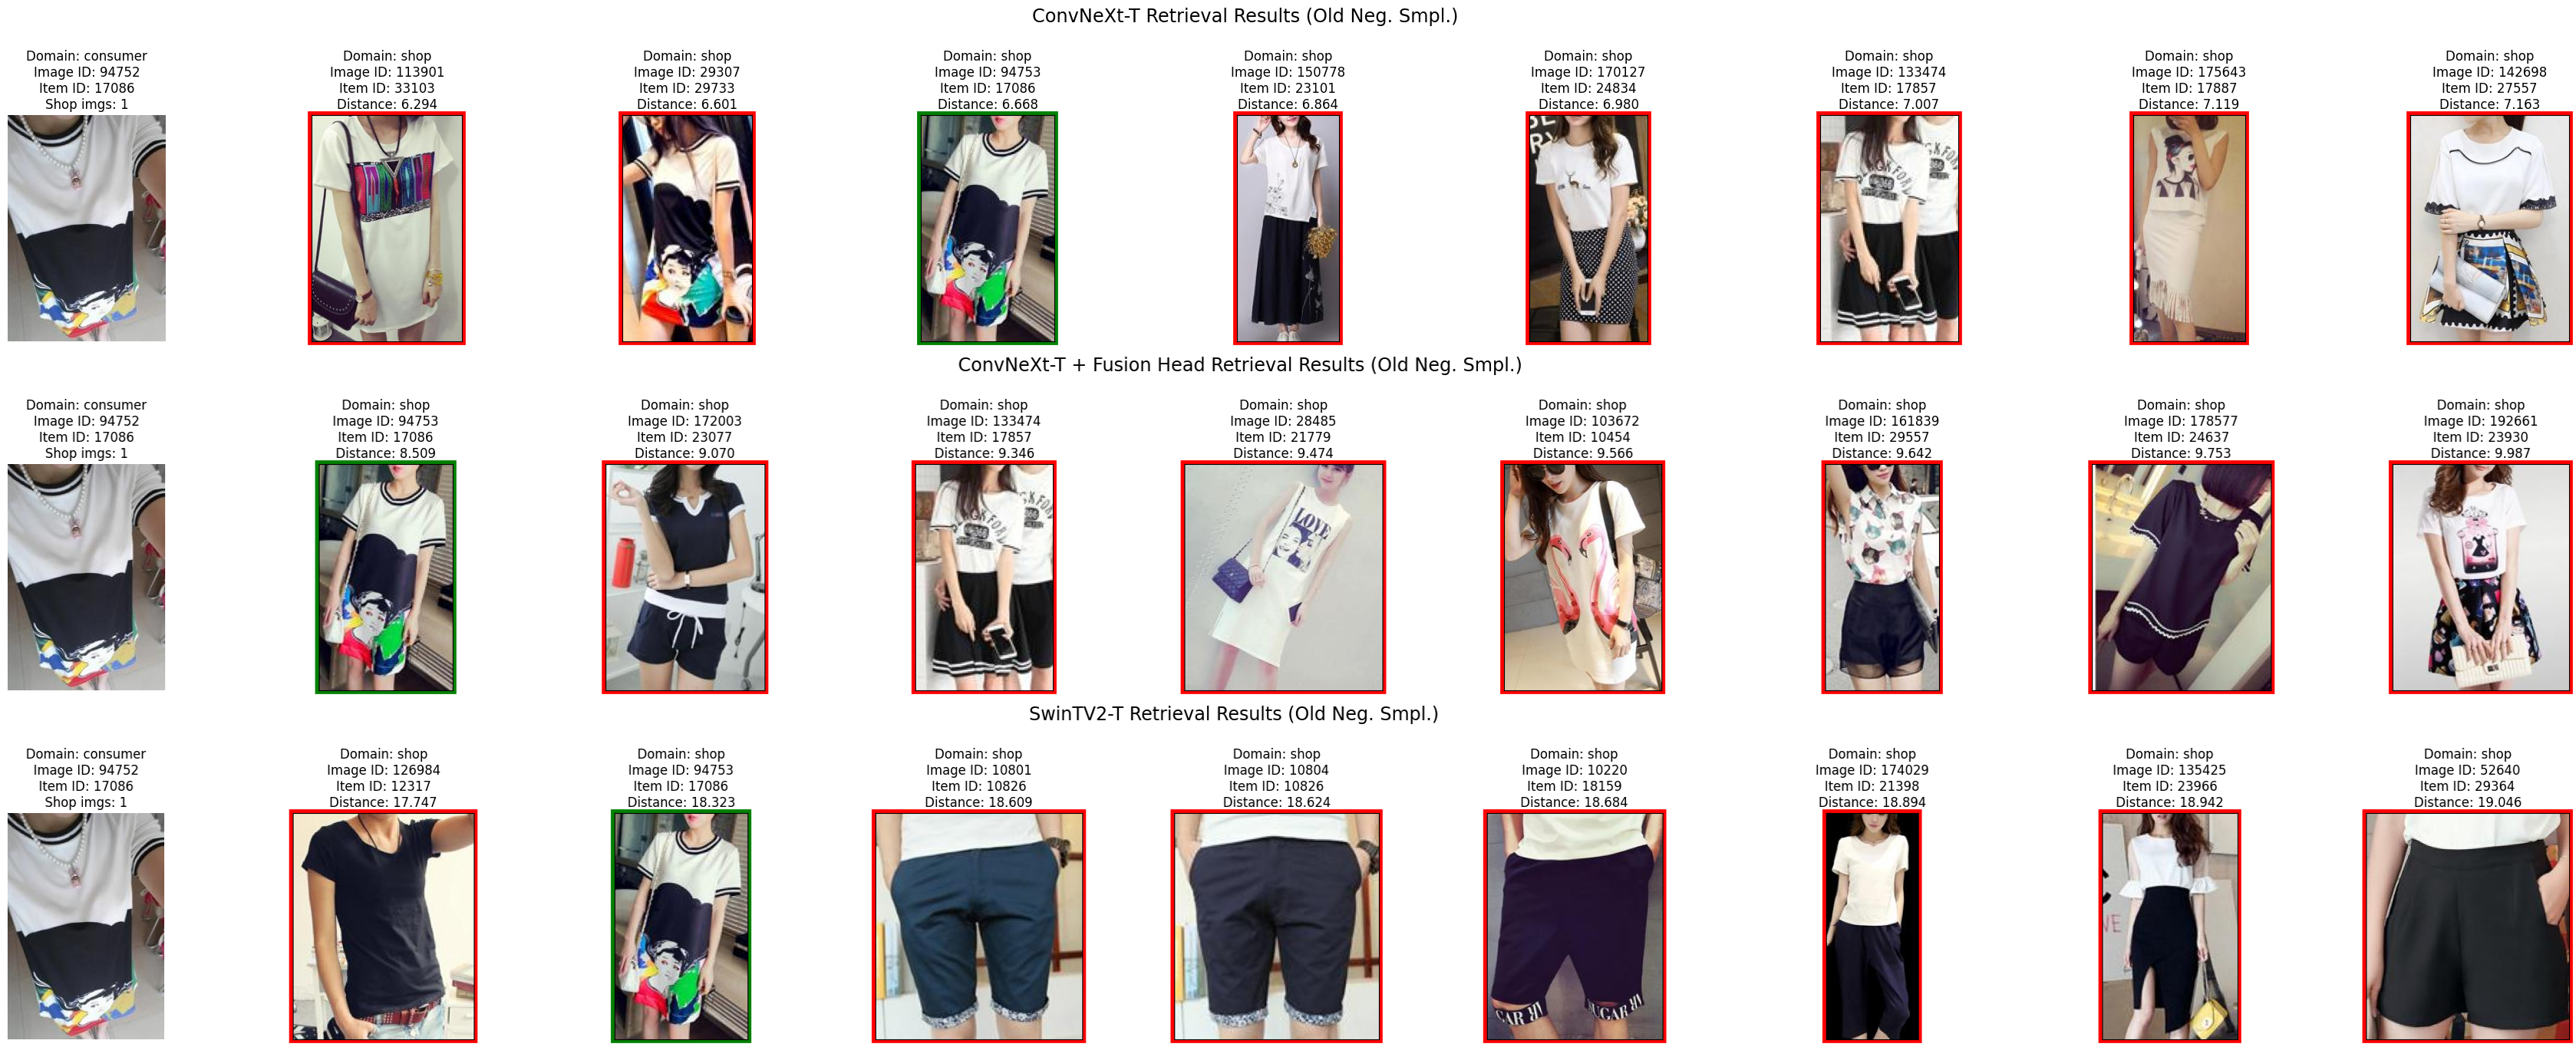 ConvNeXt-T Retrieval Results (Old Neg. Smpl.)
Domain: consumer
Image ID: 94752
Item ID: 17086
Shop imgs: 1
Domain: shop
Image ID: 113901
Item ID: 33103
Distance: 6.294
Domain: shop
Image ID: 29307
Item ID: 29733
Distance: 6.601
Domain: shop
Image ID: 94753
Item ID: 17086
Distance: 6.668
Domain: shop
Image ID: 150778
Item ID: 23101
Distance: 6.864
Domain: shop
Image ID: 170127
Item ID: 24834
Distance: 6.980
Domain: shop
Image ID: 133474
Item ID: 17857
Distance: 7.007
Domain: shop
Image ID: 175643
Item ID: 17887
Distance: 7.119
Domain: shop
Image ID: 142698
Item ID: 27557
Distance: 7.163
ConvNeXt-T + Fusion Head Retrieval Results (Old Neg. Smpl.)
Domain: consumer
Image ID: 94752
Item ID: 17086
Shop imgs: 1
Domain: shop
Image ID: 94753
Item ID: 17086
Distance: 8.509
Domain: shop
Image ID: 172003
Item ID: 23077
Distance: 9.070
Domain: shop
Image ID: 133474
Item ID: 17857
Distance: 9.346
Domain: shop
Image ID: 28485
Item ID: 21779
Distance: 9.474
LOVE
Domain: shop
Image ID: 103672
Item ID: 10454
Distance: 9.566
Domain: shop
Image ID: 161839
Item ID: 29557
Distance: 9.642
Domain: shop
Image ID: 178577
Item ID: 24637
Distance: 9.753
Domain: shop
Image ID: 192661
Item ID: 23930
Distance: 9.987
SwinTV2-T Retrieval Results (Old Neg. Smpl.)
Domain: consumer
Image ID: 94752
Item ID: 17086
Shop imgs: 1
Domain: shop
Image ID: 126984
Item ID: 12317
Distance: 17.747
Domain: shop
Image ID: 94753
Item ID: 17086
Distance: 18.323
Domain: shop
Image ID: 10801
Item ID: 10826
Distance: 18.609
Domain: shop
Image ID: 10804
Item ID: 10826
Distance: 18.624
Domain: shop
Image ID: 10220
Item ID: 18159
Distance: 18.684
Domain: shop
Image ID: 174029
Item ID: 21398
Distance: 18.894
Domain: shop
Image ID: 135425
Item ID: 23966
Distance: 18.942
Domain: shop
Image ID: 52640
Item ID: 29364
Distance: 19.046